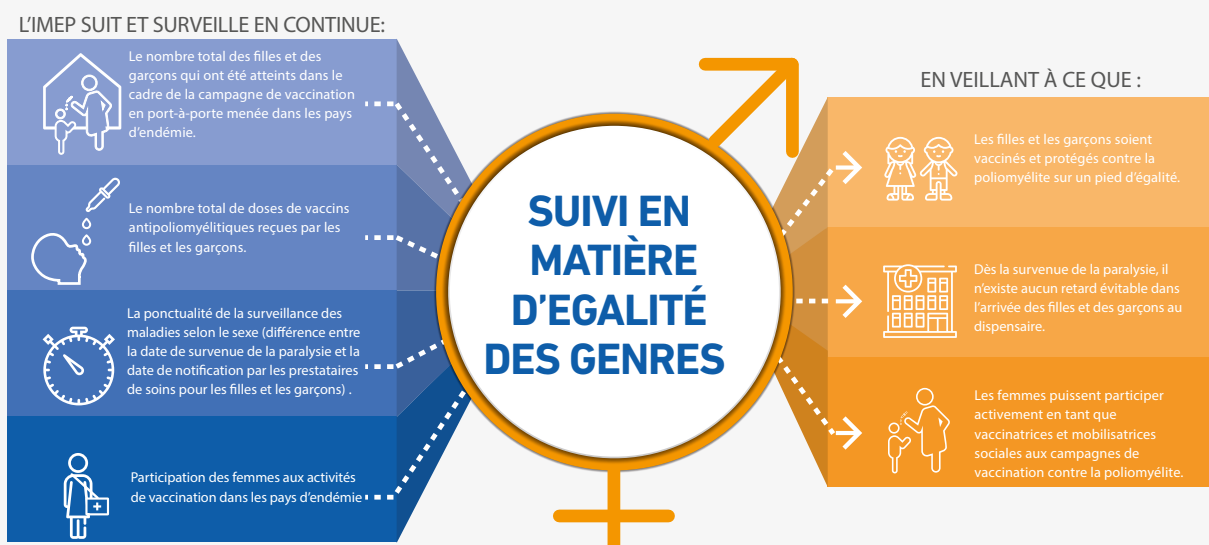 L'IMEP SUIT ET SURVEILLE EN CONTINUE:
Le nombre total des filles et des
garçons qui ont été atteints dans le
cadre de la campagne de vaccination
en port-à-porte menée dans les pays
d'endémie.
Le nombre total de doses de vaccins
antipoliomyélitiques reçues par les
filles et les garçons.
La ponctualité de la surveillance des
maladies selon le sexe (différence entre
la date de survenue de la paralysie et la
date de notification par les prestataires
de soins pour les filles et les garçons) .
Participation des femmes aux activités
de vaccination dans les pays d'endémie
SUIVI EN
MATIÈRE
D'EGALITÉ
DES GENRES
EN VEILLANT À CE QUE :
Les filles et les garçons soient
vaccinés et protégés contre la
poliomyélite sur un pied d'égalité.
Dès la survenue de la paralysie, il
n'existe aucun retard évitable dans
l'arrivée des filles et des garçons au
dispensaire.
Les femmes puissent participer
activement en tant que
vaccinatrices et mobilisatrices
sociales aux campagnes de
vaccination contre la poliomyélite.